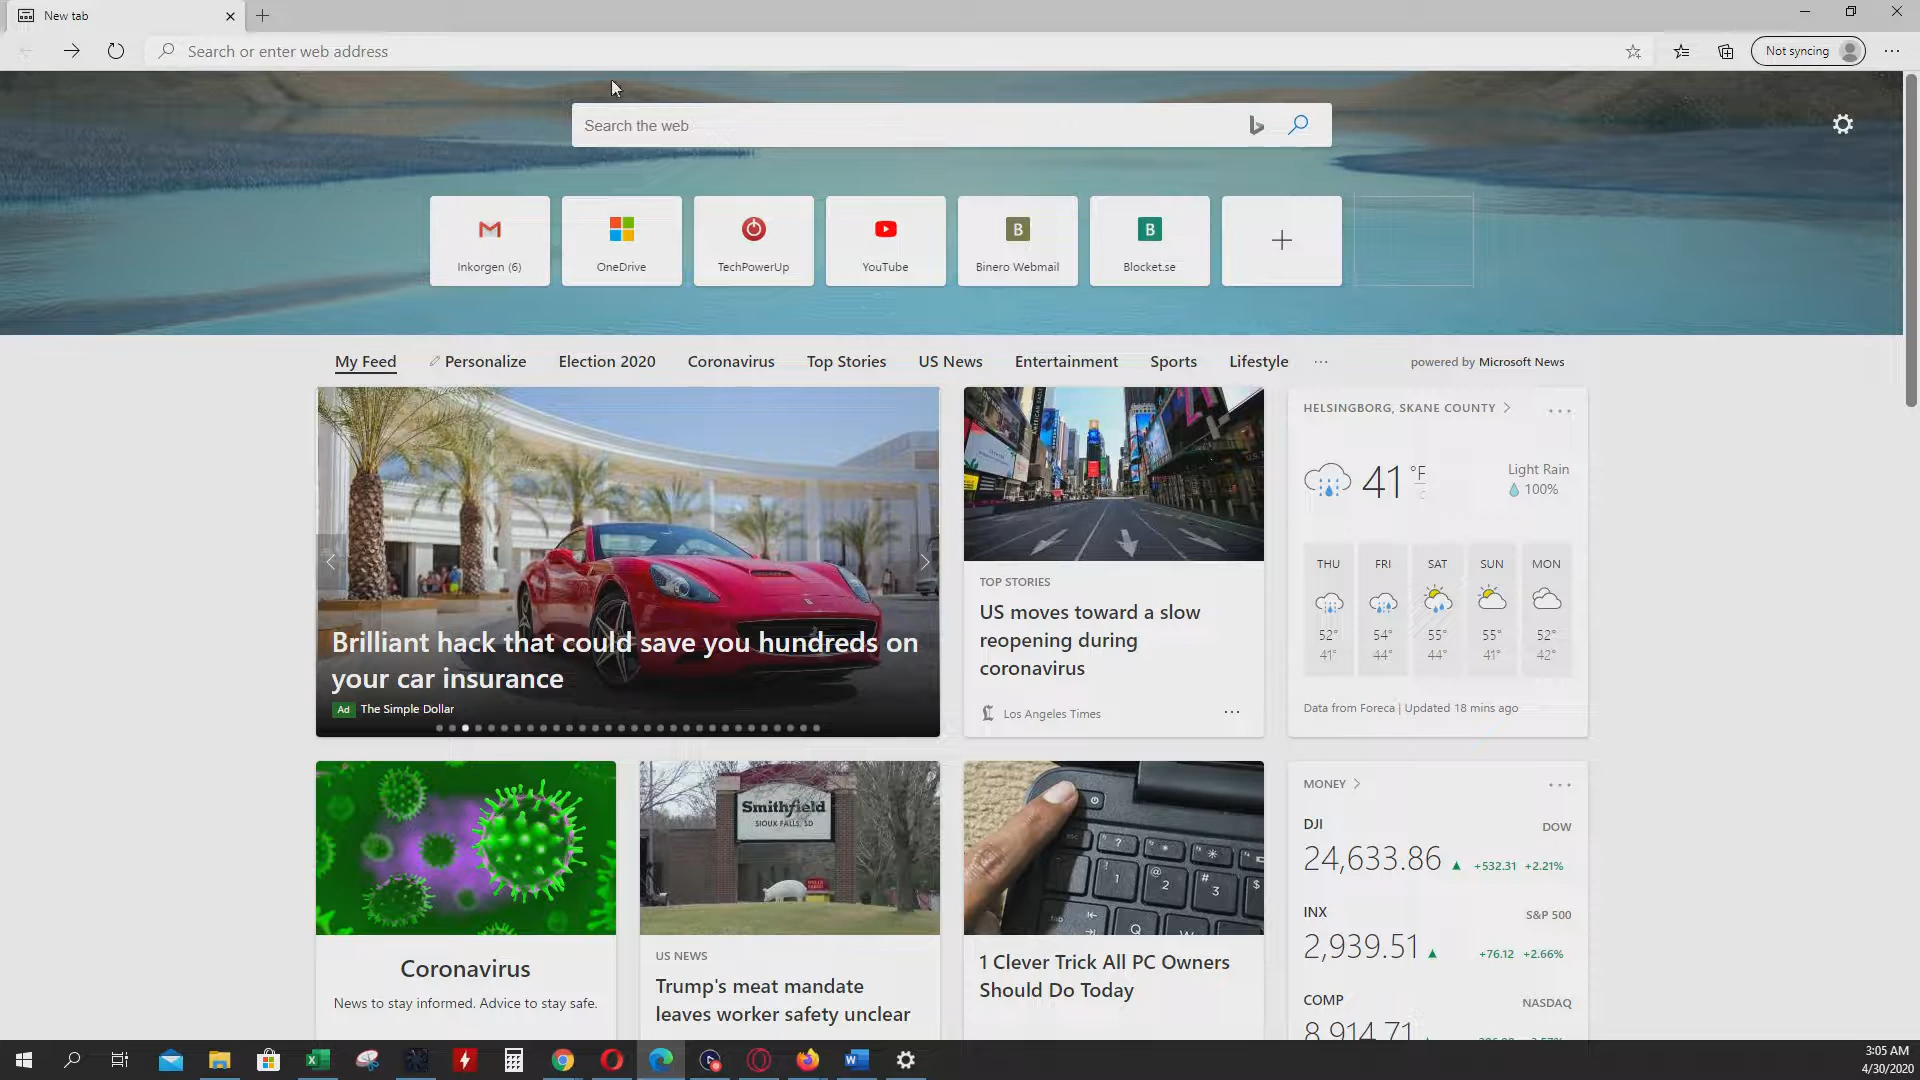 New tab
Search or enter web address
Not syncing
Search the web
Inkorgen (6)
OneDrive
TechPowerUp
YouTube
B
Binero Webmail
B
Blocket.se
My Feed
Personalize
Election 2020
Coronavirus
Top Stories
US News
Entertainment
Sports
Lifestyle
powered by Microsoft News
Brilliant hack that could save you hundreds on
your car insurance
Ad The Simple Dollar
TOP STORIES
US moves toward a slow
reopening during
coronavirus
Los Angeles Times
HELSINGBORG, SKANE COUNTY
41 °F
C
Light Rain
100%
THU FRI SAT SUN MON
52° 54° 55° 55° 52°
41° 44° 44° 41° 42°
Data from Foreca | Updated 18 mins ago
Coronavirus
News to stay informed. Advice to stay safe.
Smithfield
SIOUX FALLS, SD
US NEWS
Trump's meat mandate
leaves worker safety unclear
1 Clever Trick All PC Owners
Should Do Today
MONEY
DJI
DOW
24,633.86
+532.31 +2.21%
INX
S&P 500
2,939.51
+76.12 +2.66%
COMP
NASDAQ
8,914.71
3:05 AM
4/30/2020